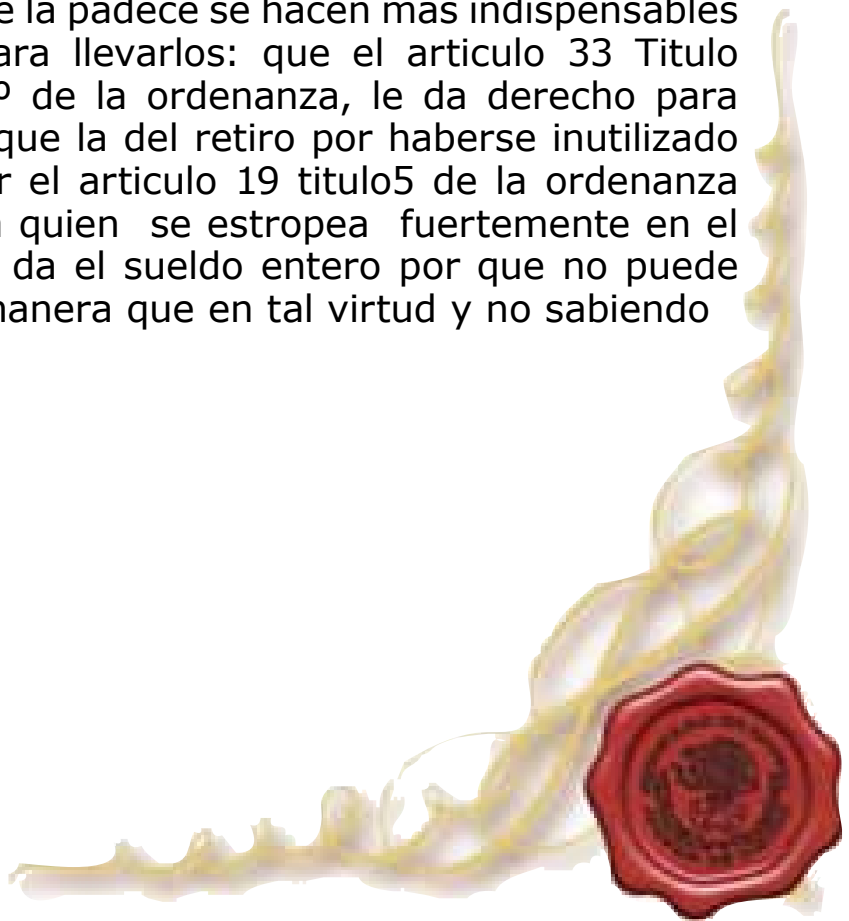 la padece se hacen mas indispensables
para llevarlos: que el articulo 33 Titulo
º de la ordenanza, le da derecho para
que la del retiro por haberse inutilizado
el articulo 19 titulo5 de la ordenanza
quien se estropea fuertemente en el
da el sueldo entero por que no puede
manera que en tal virtud y no sabiendo